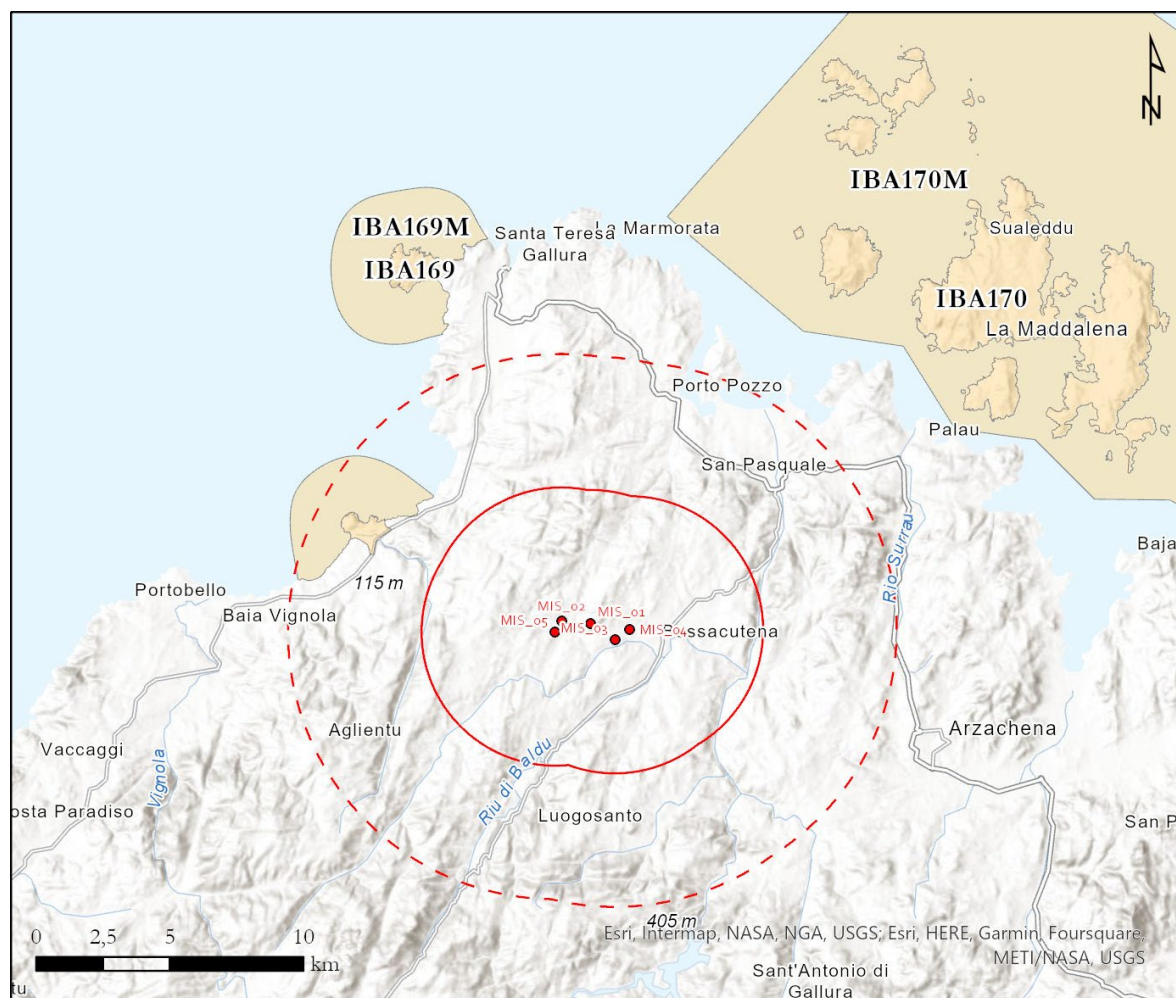 N
IBA170M
IBA169M
Santa Teresa
Gallura
La Marmorata
Sualeddu
IBA169
IBA170
La Maddalena
Porto Pozzo
Palau
San Pasquale
Rio Surrau
Baja
115 m
Portobello
Baia Vignola
MIS_02
MIS_01
MIS_05
MIS_03
MIS_04
Bassacutena
Aglientu
Arzachena
Vaccaggi
Vignola
Riu di Baldu
osta Paradiso
Luogosanto
San P
405 m
Esri, Intermap, NASA, NGA, USGS; Esri, HERE, Garmin, Foursquare,
METI/NASA, USGS
0 2,5 5 10
km
Sant'Antonio di
Gallura
tu